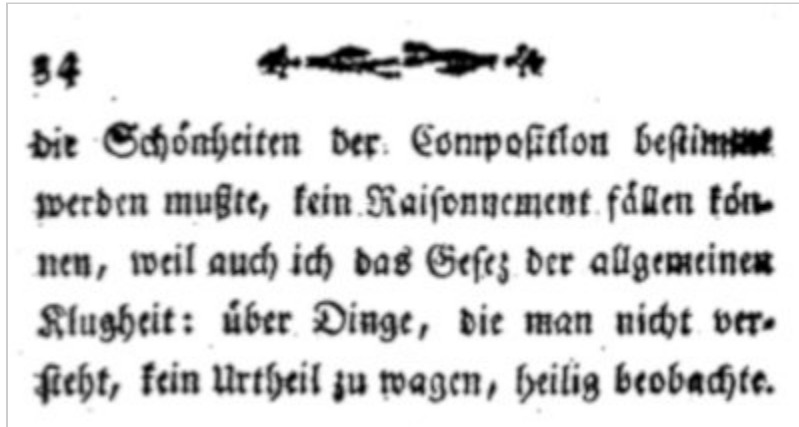 34
die Schönheiten der Composition bestimmt
werden mußte, kein Raisonnement fällen kön-
nen, weil auch ich das Gesez der allgemeinen
Klugheit: über Dinge, die man nicht ver-
steht, kein Urtheil zu wagen, heilig beobachte.